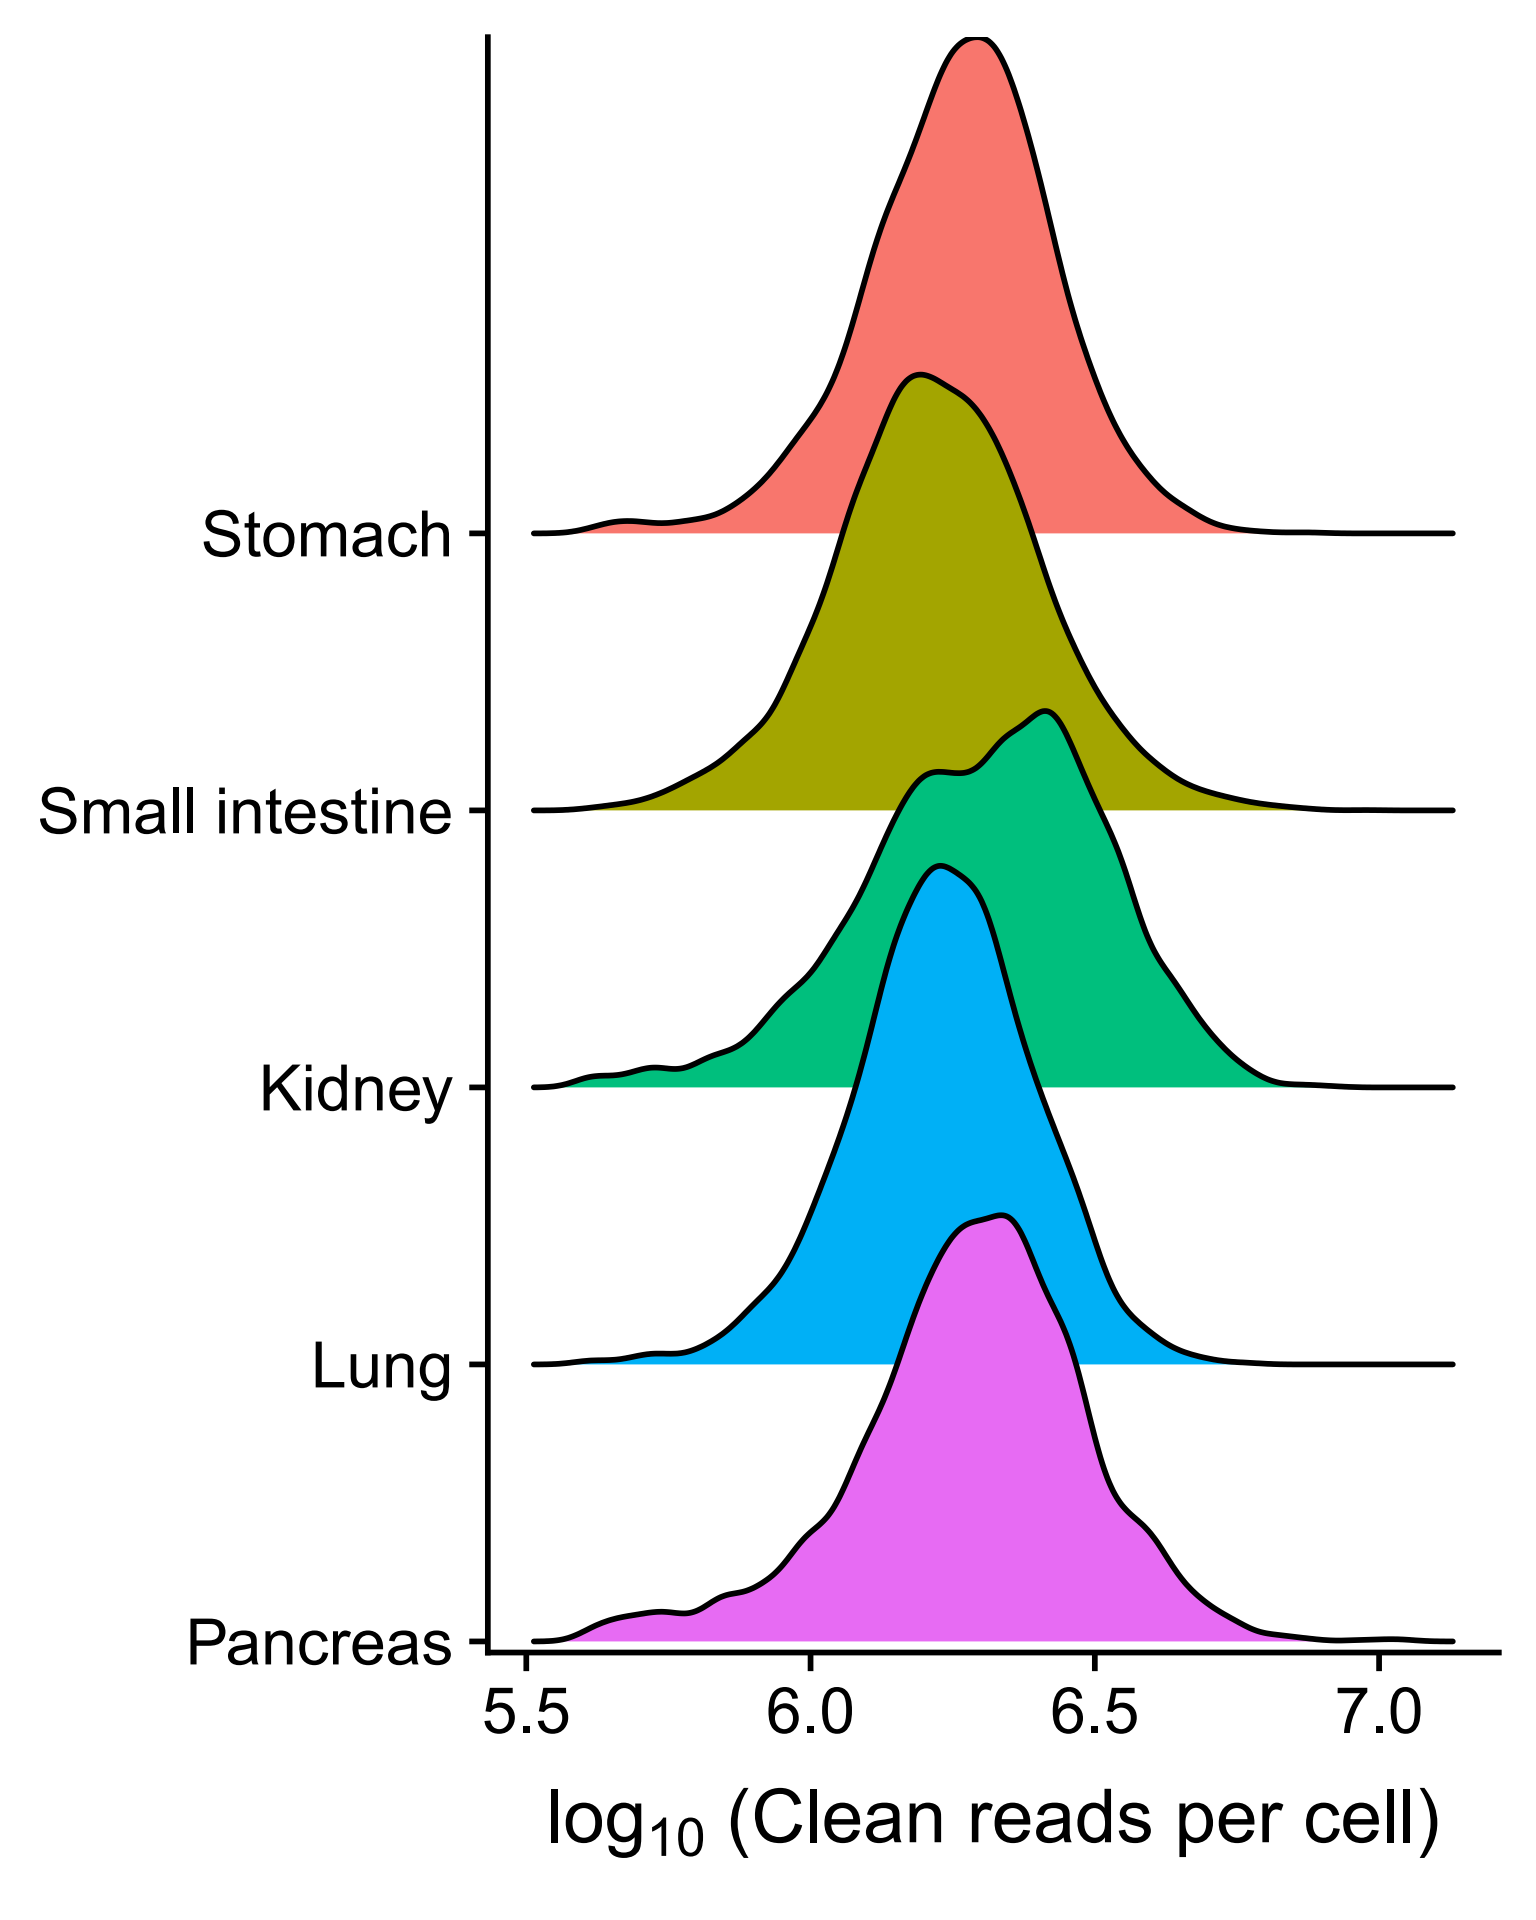 Stomach
Small intestine
Kidney
Lung
Pancreas
5.5 6.0 6.5 7.0
log₁₀ (Clean reads per cell)